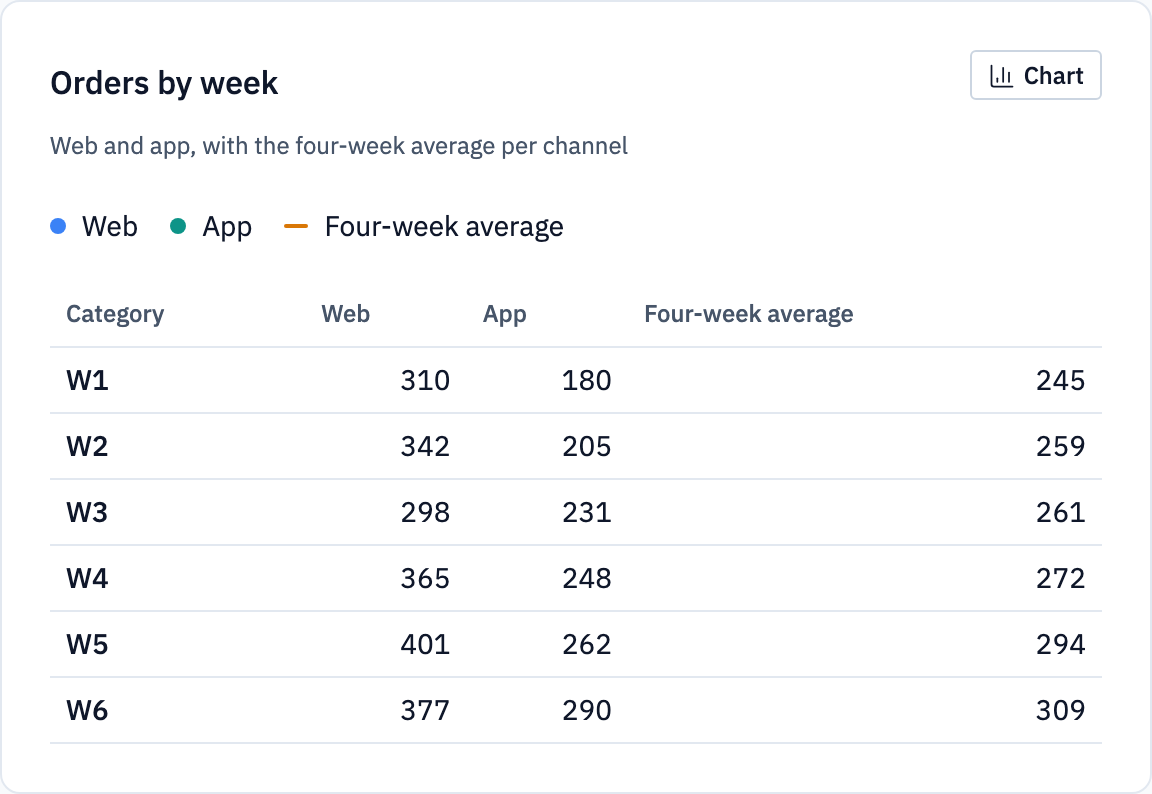 Orders by week
Chart
Web and app, with the four-week average per channel
Web App Four-week average
Category Web App Four-week average
W1 310 180 245
W2 342 205 259
W3 298 231 261
W4 365 248 272
W5 401 262 294
W6 377 290 309